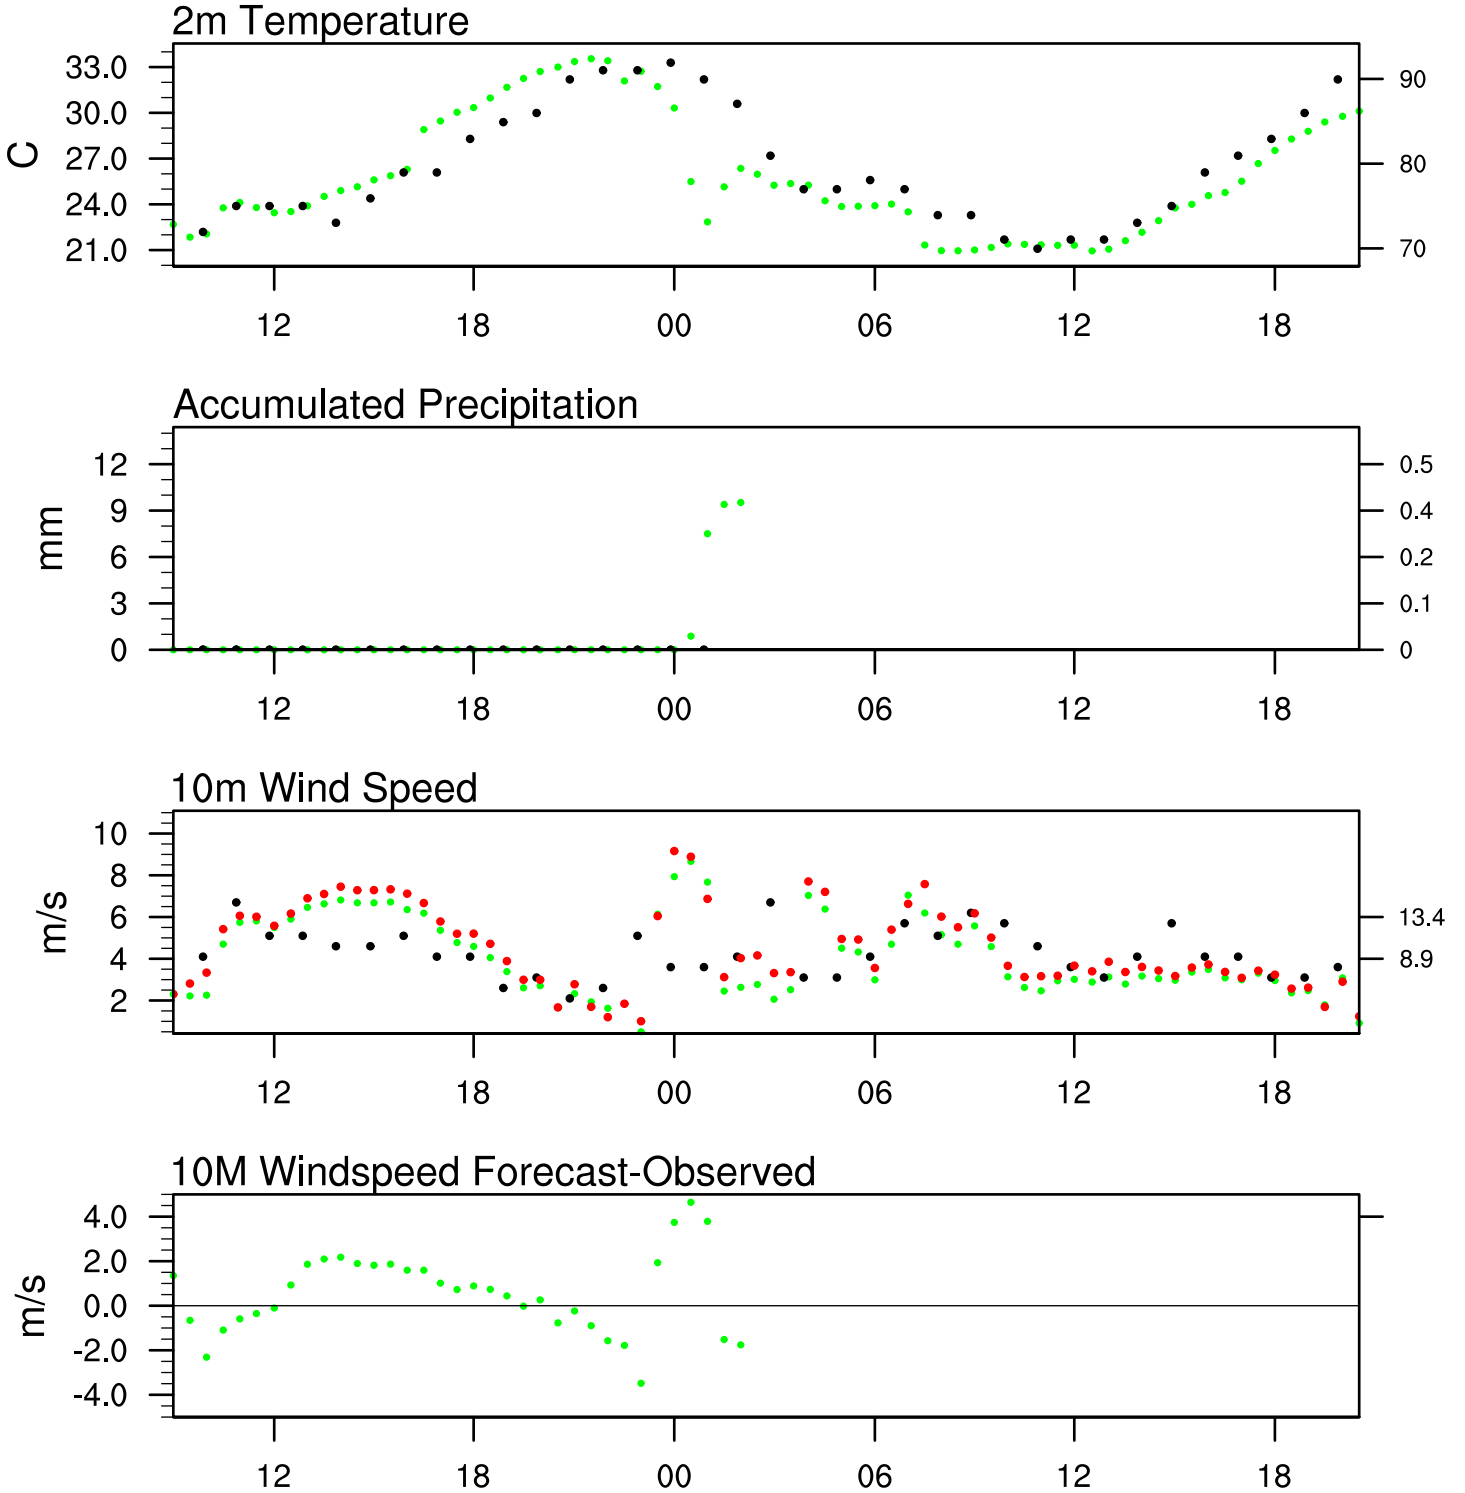 2m Temperature
33.0
30.0
27.0
24.0
21.0
C
90
80
70
12 18 00 06 12 18
Accumulated Precipitation
12
9
6
3
0
mm
0.5
0.4
0.2
0.1
0
12 18 00 06 12 18
10m Wind Speed
10
8
6
4
2
m/s
13.4
8.9
12 18 00 06 12 18
10M Windspeed Forecast-Observed
4.0
2.0
0.0
-2.0
-4.0
m/s
12 18 00 06 12 18